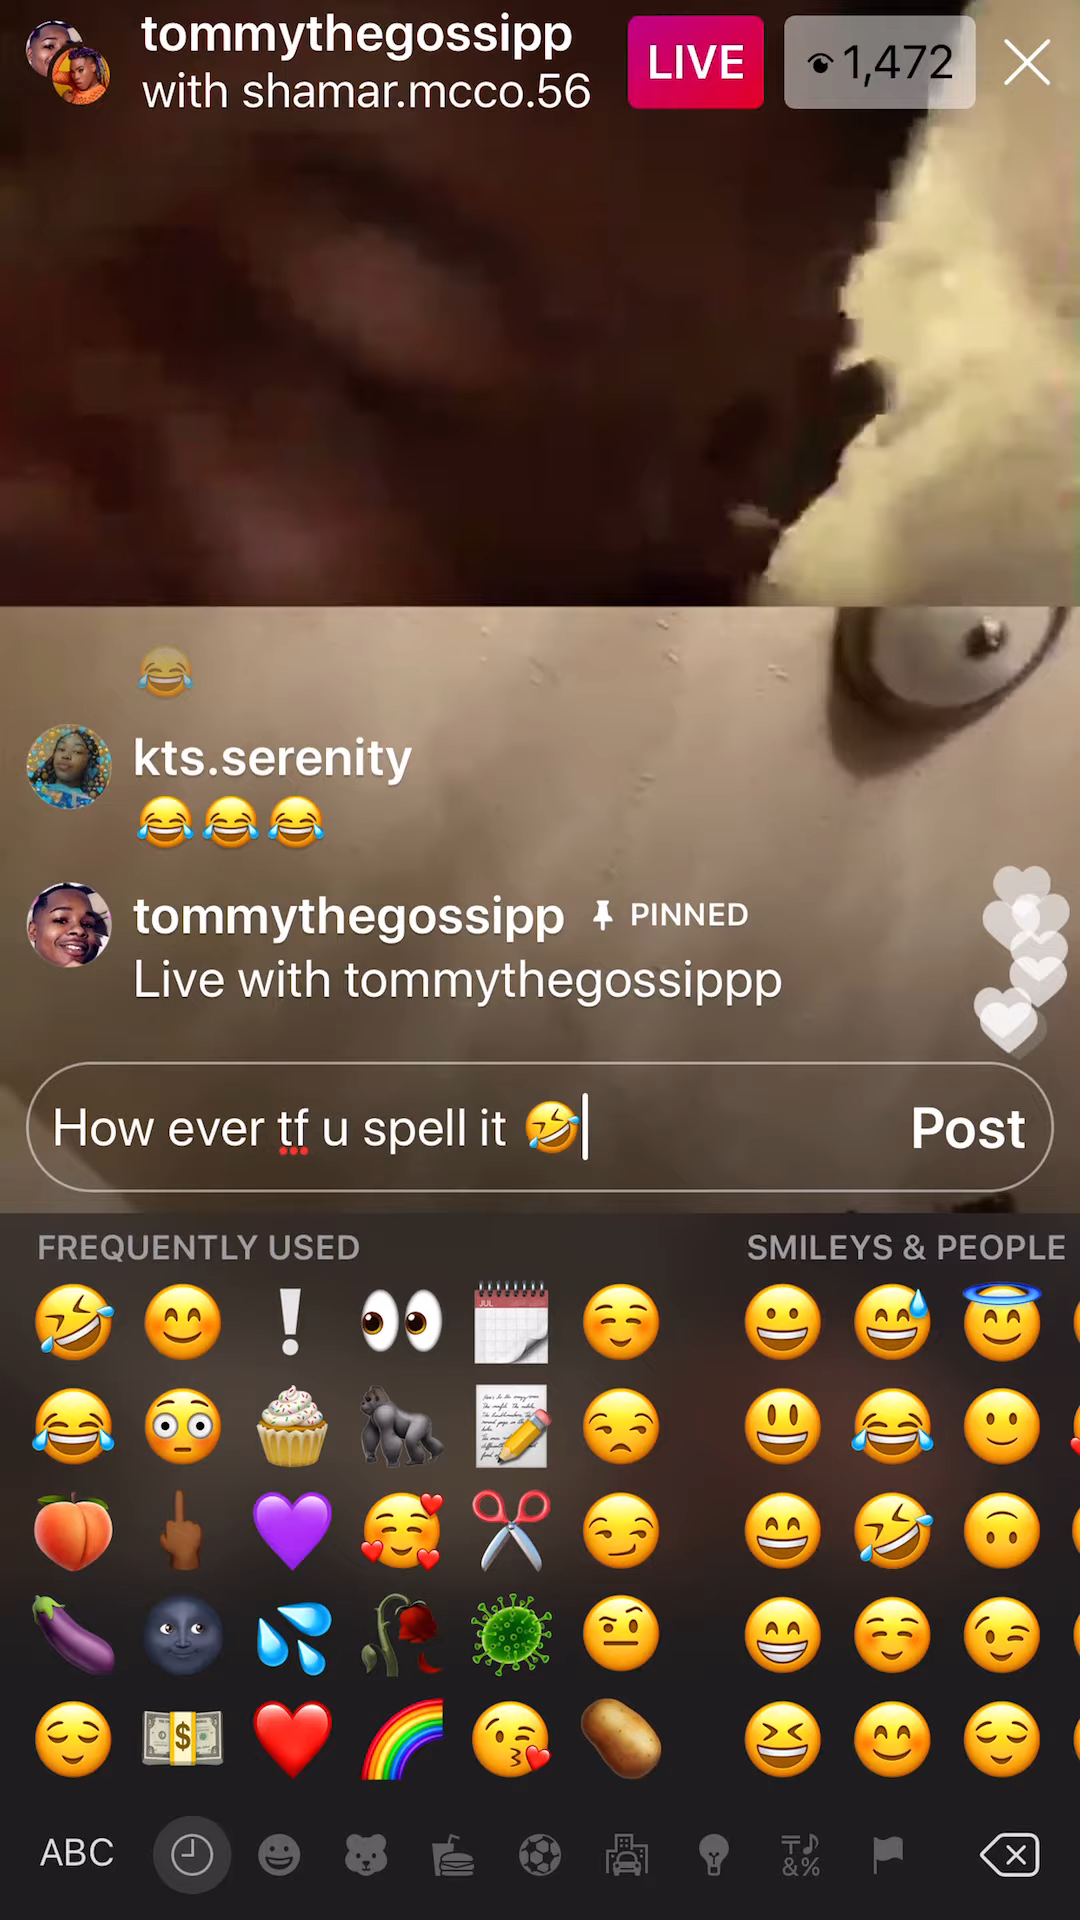 tommythegossipp
with shamar.mcco.56
LIVE
1,472
😂
kts.serenity
😂😂😂
tommythegossipp PINNED
Live with tommythegossippp
How ever tf u spell it 🤣
Post
FREQUENTLY USED
SMILEYS & PEOPLE
JUL
ABC